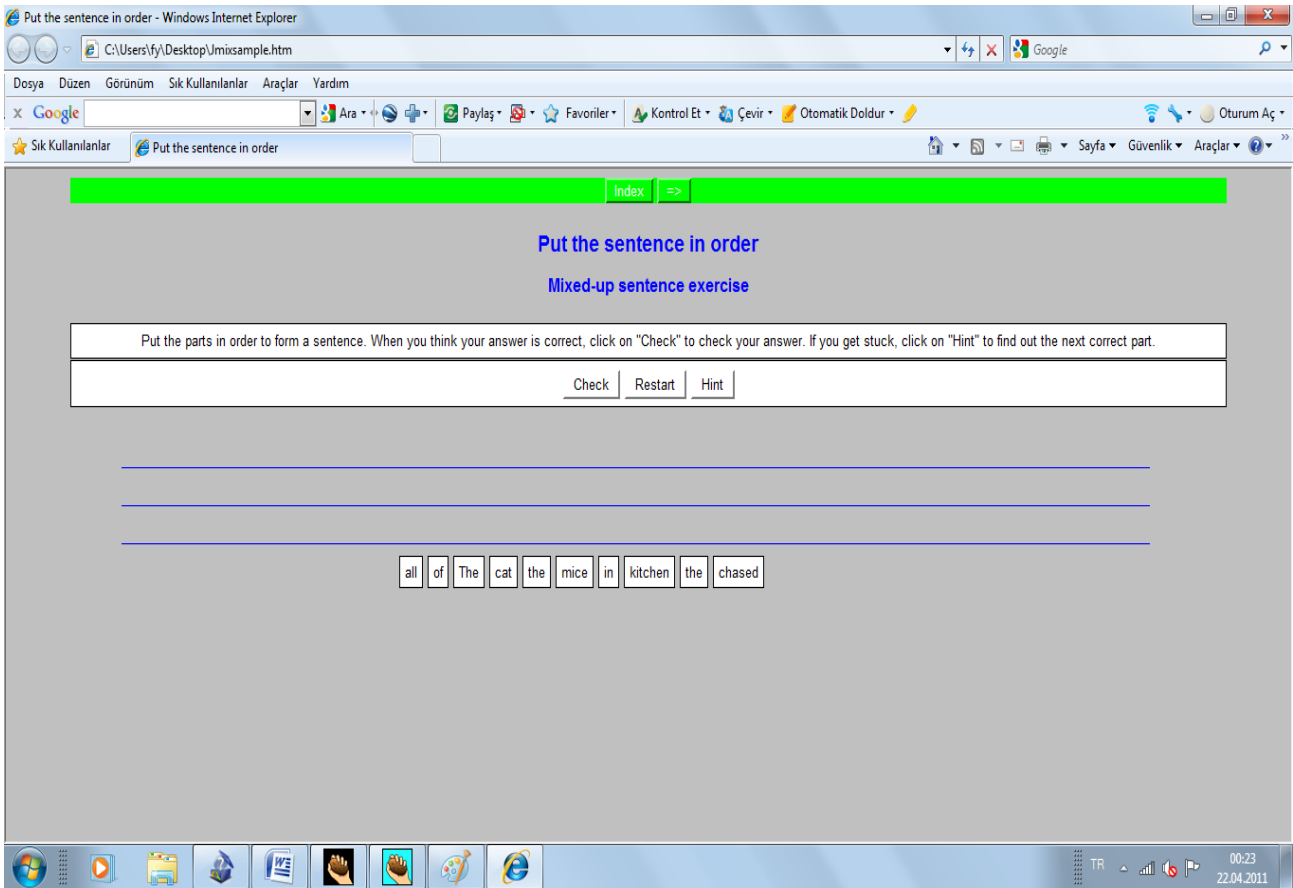 Put the sentence in order - Windows Internet Explorer
C:\Users\fy\Desktop\Jmixsample.htm
Google
Dosya Düzen Görünüm Sık Kullanılanlar Araçlar Yardım
x Google Ara Paylaş Favoriler Kontrol Et Çevir Otomatik Doldur Oturum Aç
Sık Kullanılanlar Put the sentence in order Sayfa Güvenlik Araçlar
Index =>
Put the sentence in order
Mixed-up sentence exercise
Put the parts in order to form a sentence. When you think your answer is correct, click on "Check" to check your answer. If you get stuck, click on "Hint" to find out the next correct part.
Check Restart Hint
all of The cat the mice in kitchen the chased
TR 00:23
22.04.2011